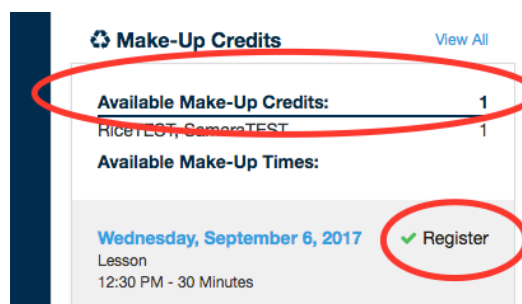 Make-Up Credits View All
Available Make-Up Credits: 1
RiceTEST, SamaraTEST 1
Available Make-Up Times:
Wednesday, September 6, 2017 Register
Lesson
12:30 PM - 30 Minutes